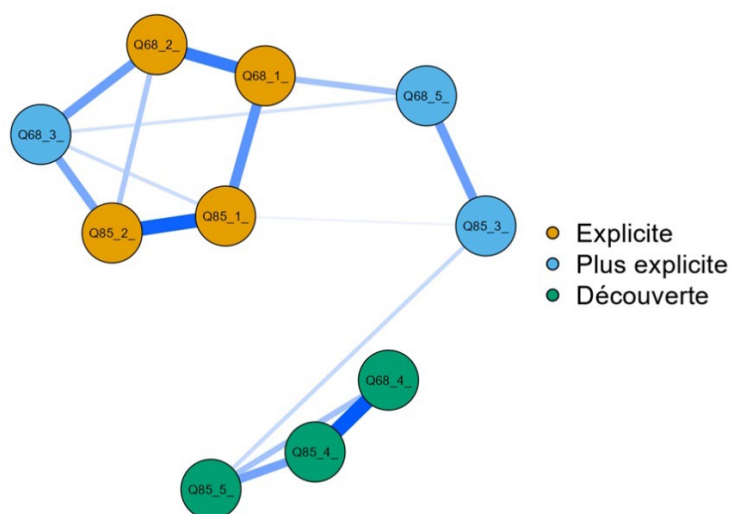 Q68_2_
Q68_1_
Q68_5_
Q68_3_
Q85_1_
Q85_2_
Q85_3_
Explicite
Plus explicite
Découverte
Q68_4_
Q85_4_
Q85_5_